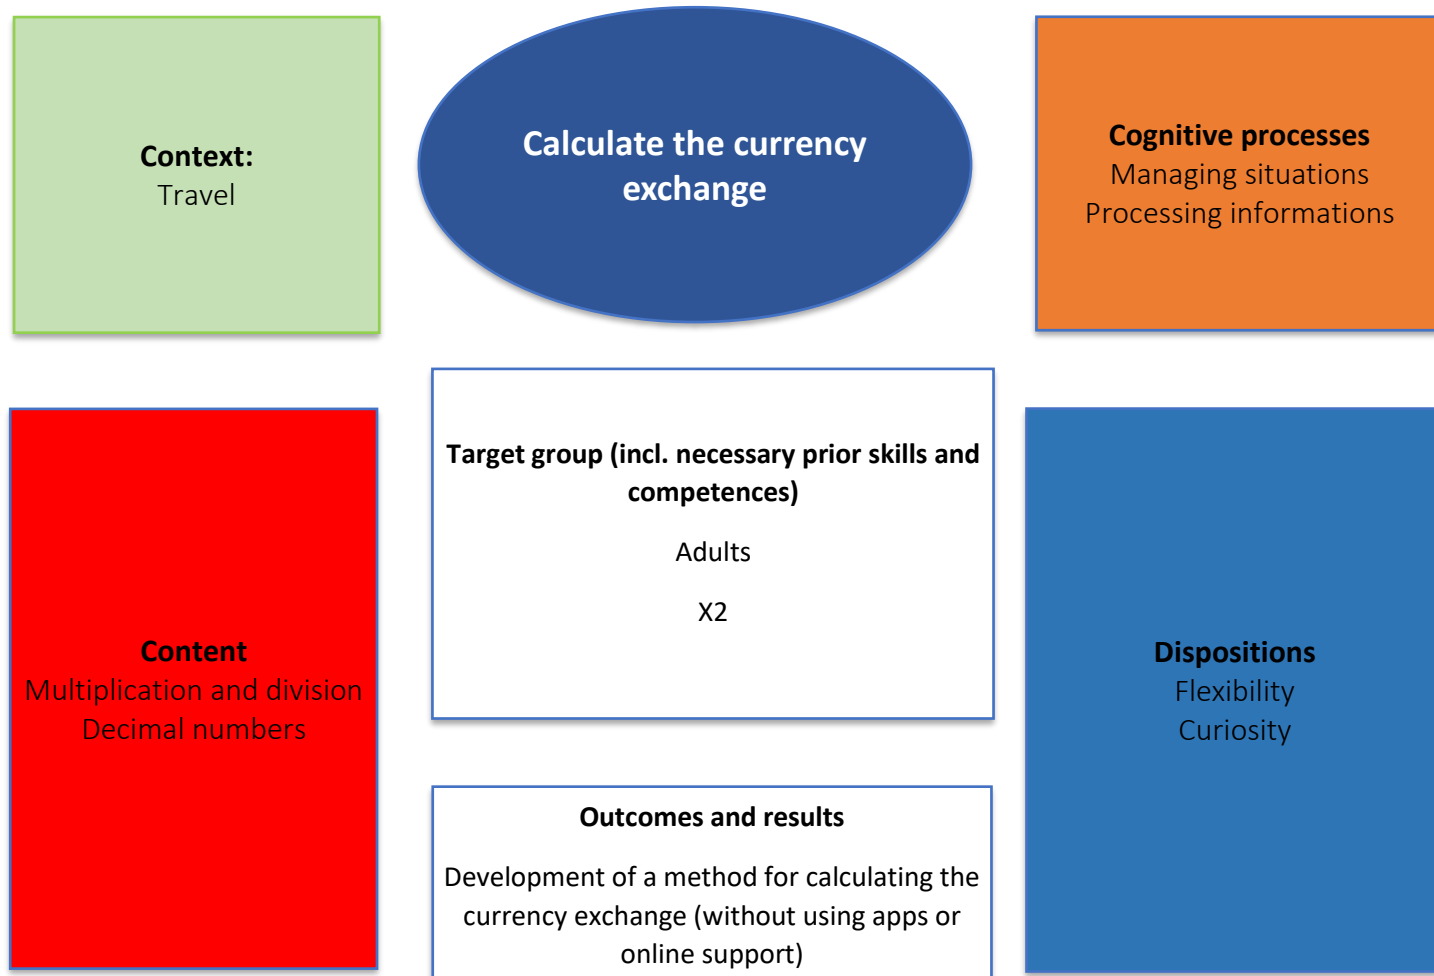 Context:
Travel
Calculate the currency
exchange
Cognitive processes
Managing situations
Processing informations
Target group (incl. necessary prior skills and
competences)
Adults
X2
Content
Multiplication and division
Decimal numbers
Dispositions
Flexibility
Curiosity
Outcomes and results
Development of a method for calculating the
currency exchange (without using apps or
online support)